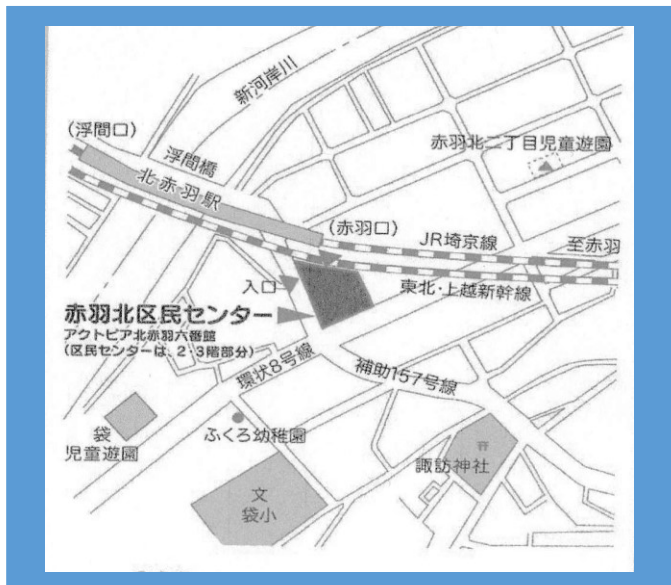 新河岸川
(浮間口)
浮間橋
赤羽北二丁目児童遊園
北赤羽駅
(赤羽口)
JR埼京線
至赤羽
入口
東北・上越新幹線
赤羽北区民センター
アクトピア北赤羽六番館
(区民センターは、2・3階部分)
環状8号線
補助157号線
袋
児童遊園
ふくろ幼稚園
諏訪神社
文
袋小